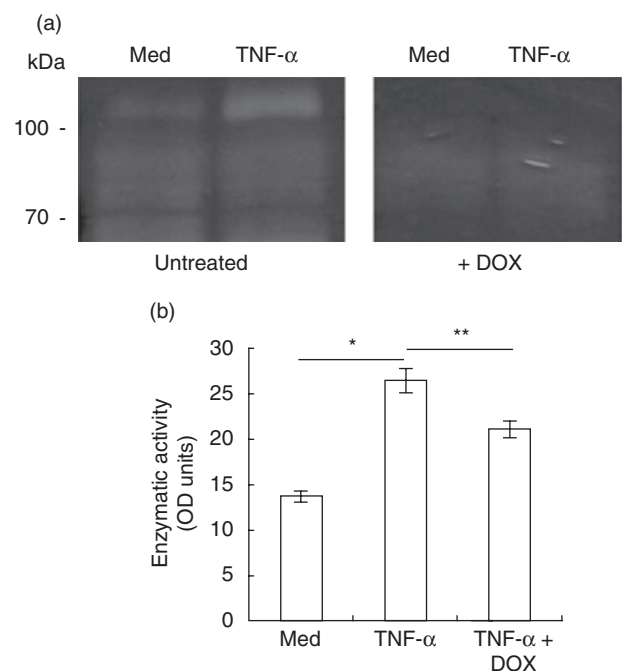 (a)
kDa
Med TNF-α Med TNF-α
100 -
70 -
Untreated + DOX
(b)
Enzymatic activity
(OD units)
30
25
20
15
10
5
0
* **
Med TNF-α TNF-α +
DOX